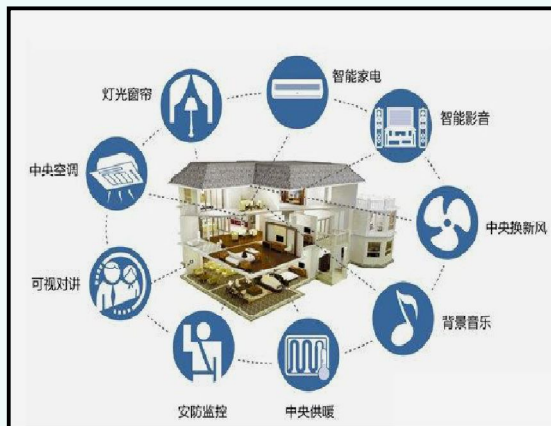 智能家电
灯光窗帘
智能影音
中央空调
中央换新风
可视对讲
背景音乐
安防监控
中央供暖